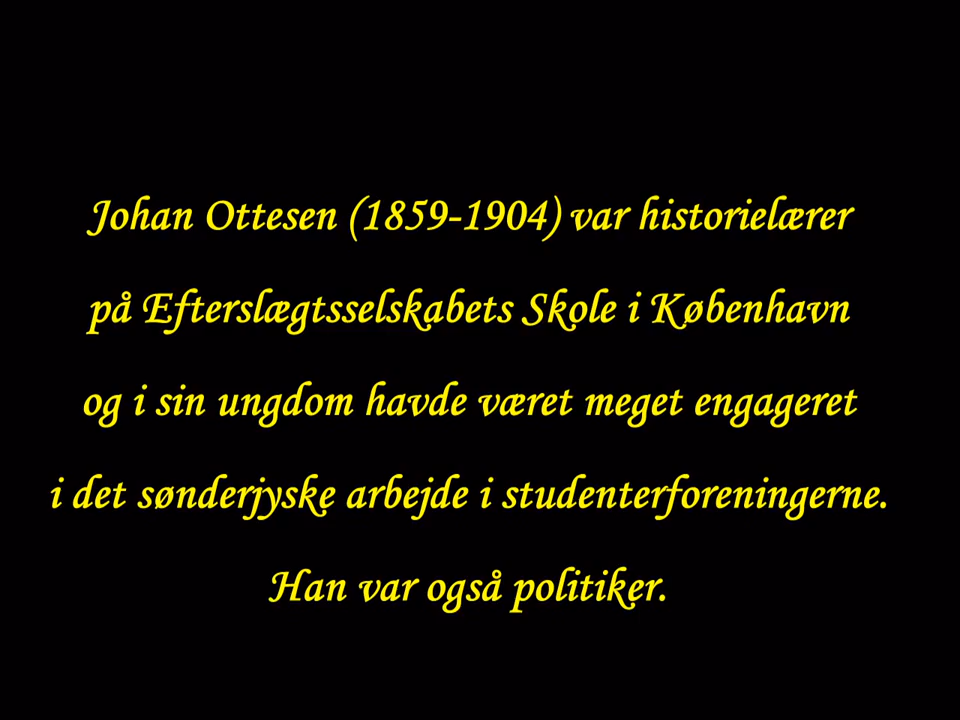 Johan Ottesen (1859-1904) var historielærer
på Efterslægtsselskabets Skole i København
og i sin ungdom havde været meget engageret
i det sønderjyske arbejde i studenterforeningerne.
Han var også politiker.